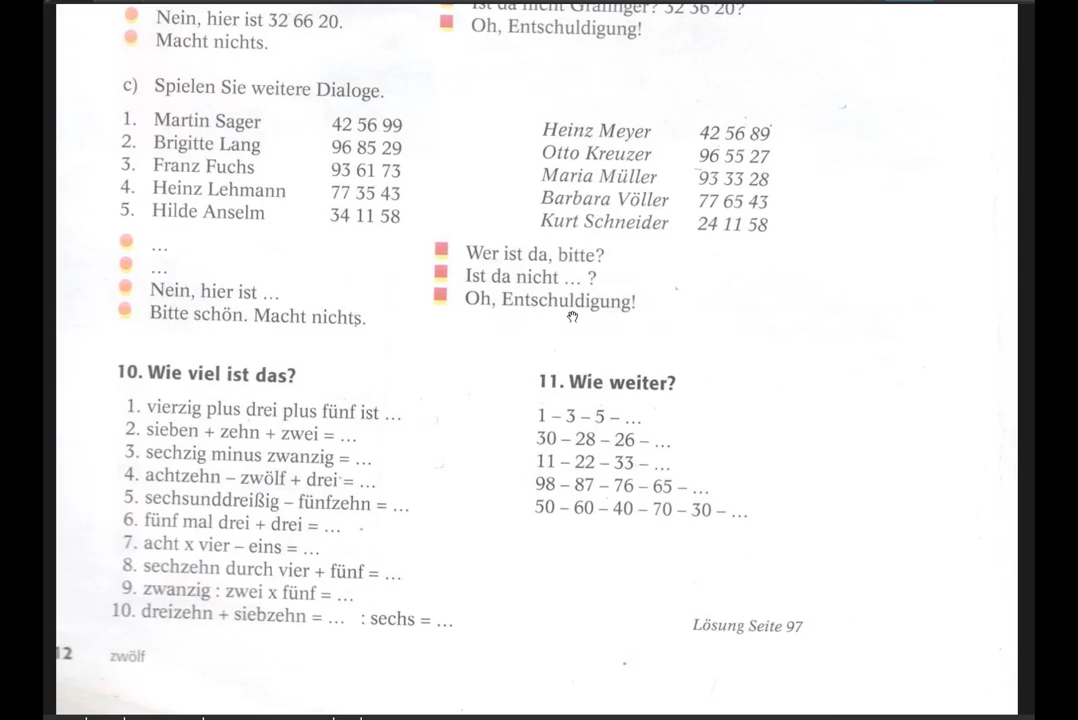 Nein, hier ist 32 66 20.
Macht nichts.
Ist da nicht 32 56 20?
Oh, Entschuldigung!
c) Spielen Sie weitere Dialoge.
1. Martin Sager 42 56 99
2. Brigitte Lang 96 85 29
3. Franz Fuchs 93 61 73
4. Heinz Lehmann 77 35 43
5. Hilde Anselm 34 11 58
Heinz Meyer 42 56 89
Otto Kreuzer 96 55 27
Maria Müller 93 33 28
Barbara Völler 77 65 43
Kurt Schneider 24 11 58
...
...
Nein, hier ist ...
Bitte schön. Macht nichts.
Wer ist da, bitte?
Ist da nicht ... ?
Oh, Entschuldigung!
10. Wie viel ist das?
1. vierzig plus drei plus fünf ist ...
2. sieben + zehn + zwei = ...
3. sechzig minus zwanzig = ...
4. achtzehn – zwölf + drei = ...
5. sechsunddreißig – fünfzehn = ...
6. fünf mal drei + drei = ...
7. acht x vier – eins = ...
8. sechzehn durch vier + fünf = ...
9. zwanzig : zwei x fünf = ...
10. dreizehn + siebzehn = ... : sechs = ...
11. Wie weiter?
1 – 3 – 5 – ...
30 – 28 – 26 – ...
11 – 22 – 33 – ...
98 – 87 – 76 – 65 – ...
50 – 60 – 40 – 70 – 30 – ...
Lösung Seite 97
12 zwölf